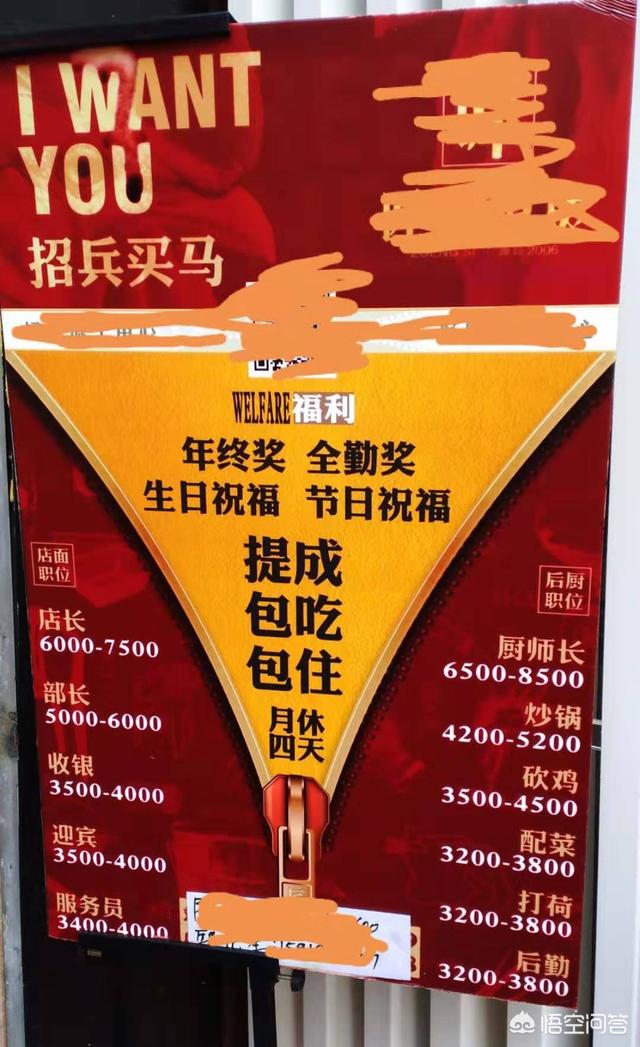 I WANT
YOU
招兵买马
2006
WELFARE福利
年终奖 全勤奖
生日祝福 节日祝福
提成
包吃
包住
月休
四天
店面
职位
店长
6000-7500
部长
5000-6000
收银
3500-4000
迎宾
3500-4000
服务员
3400-4000
后厨
职位
厨师长
6500-8500
炒锅
4200-5200
砍鸡
3500-4500
配菜
3200-3800
打荷
3200-3800
后勤
3200-3800
悟空问答